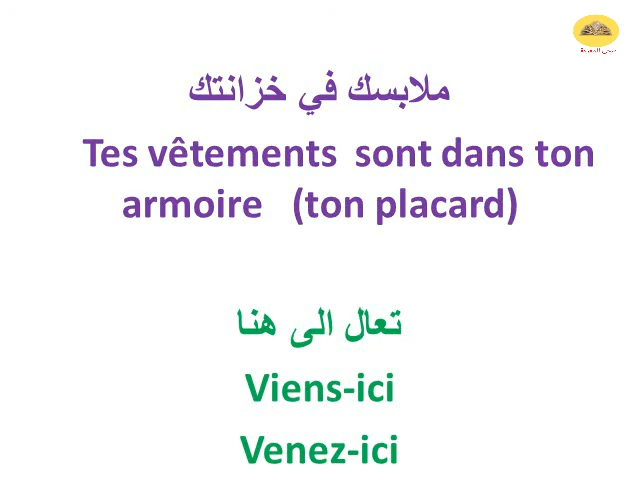 ملابسك في خزانتك
Tes vêtements sont dans ton
armoire (ton placard)
تعال الى هنا
Viens-ici
Venez-ici